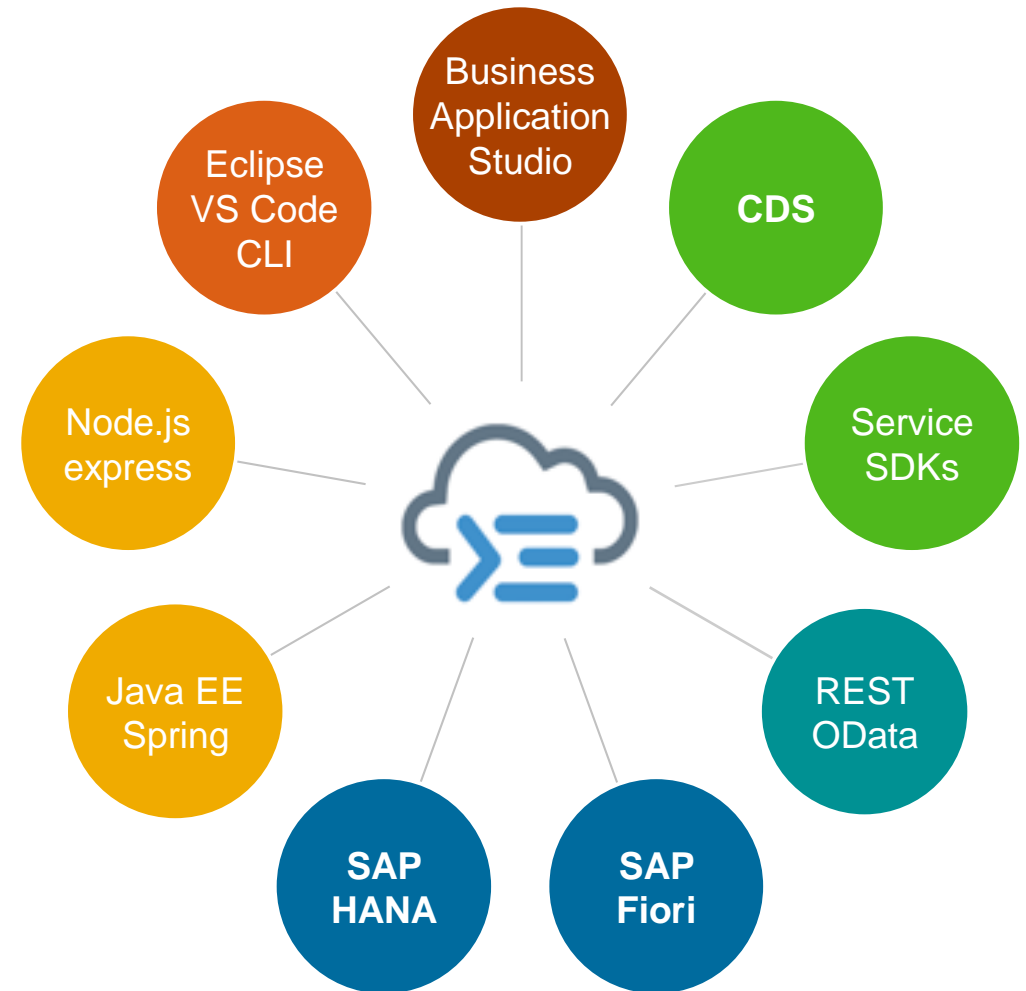 Business
Application
Studio
Eclipse
VS Code
CLI
CDS
Node.js
express
Service
SDKs
Java EE
Spring
REST
OData
SAP
HANA
SAP
Fiori